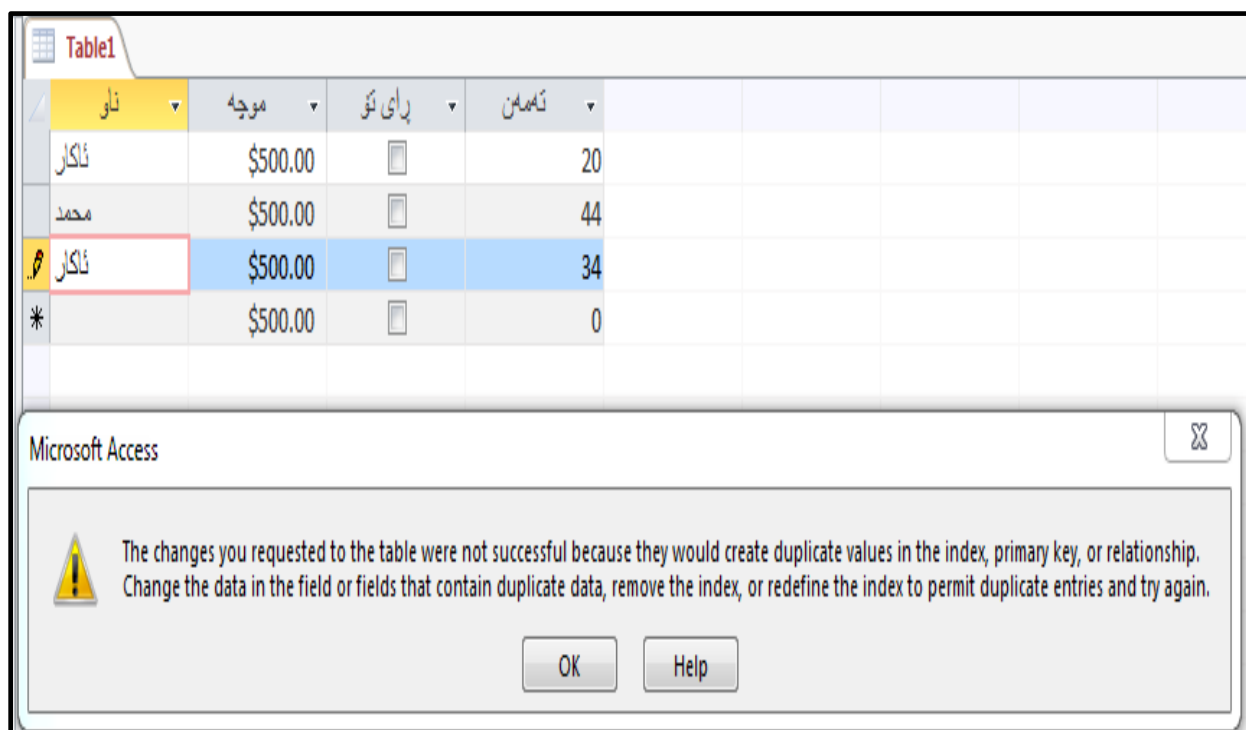 Table1
ناو موچه ڕای تۆ تەمەن
ئاکار $500.00 20
محمد $500.00 44
ئاکار $500.00 34
$500.00 0
Microsoft Access
The changes you requested to the table were not successful because they would create duplicate values in the index, primary key, or relationship.
Change the data in the field or fields that contain duplicate data, remove the index, or redefine the index to permit duplicate entries and try again.
OK Help